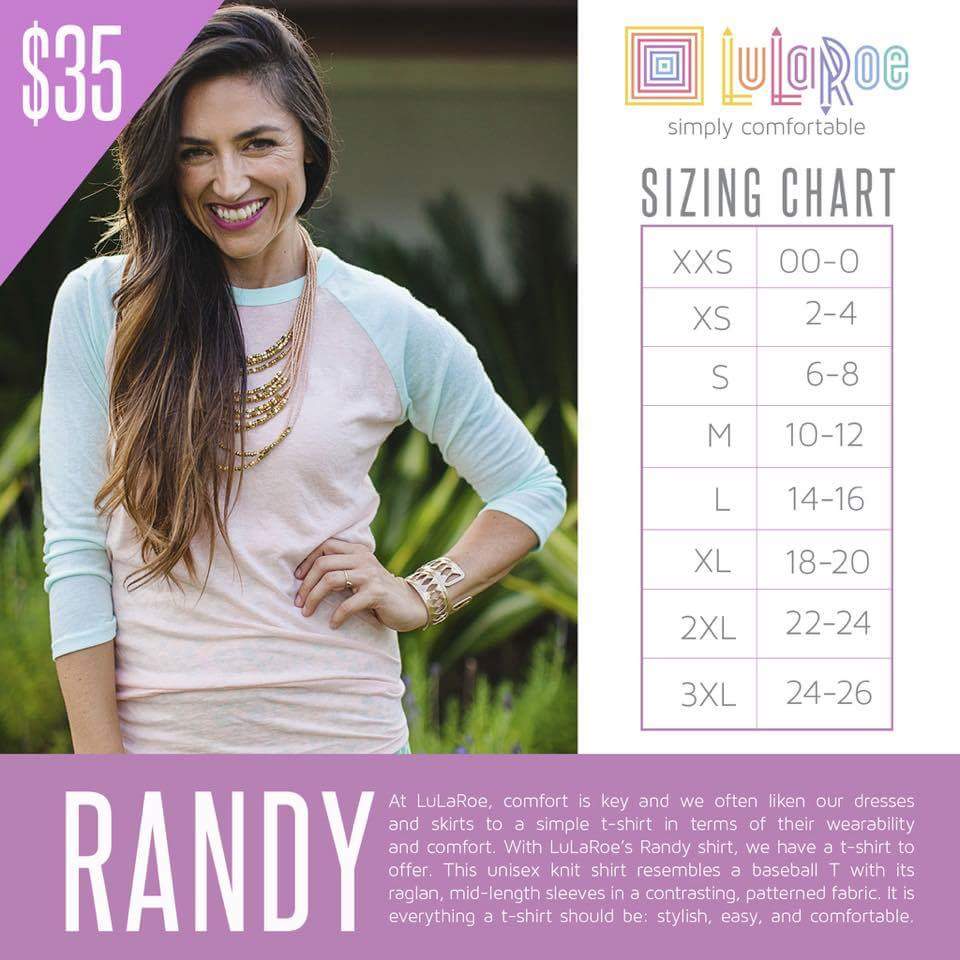 $35
LuLaRoe
simply comfortable
SIZING CHART
XXS 00-0
XS 2-4
S 6-8
M 10-12
L 14-16
XL 18-20
2XL 22-24
3XL 24-26
RANDY
At LuLaRoe, comfort is key and we often liken our dresses
and skirts to a simple t-shirt in terms of their wearability
and comfort. With LuLaRoe's Randy shirt, we have a t-shirt to
offer. This unisex knit shirt resembles a baseball T with its
raglan, mid-length sleeves in a contrasting, patterned fabric. It is
everything a t-shirt should be: stylish, easy, and comfortable.